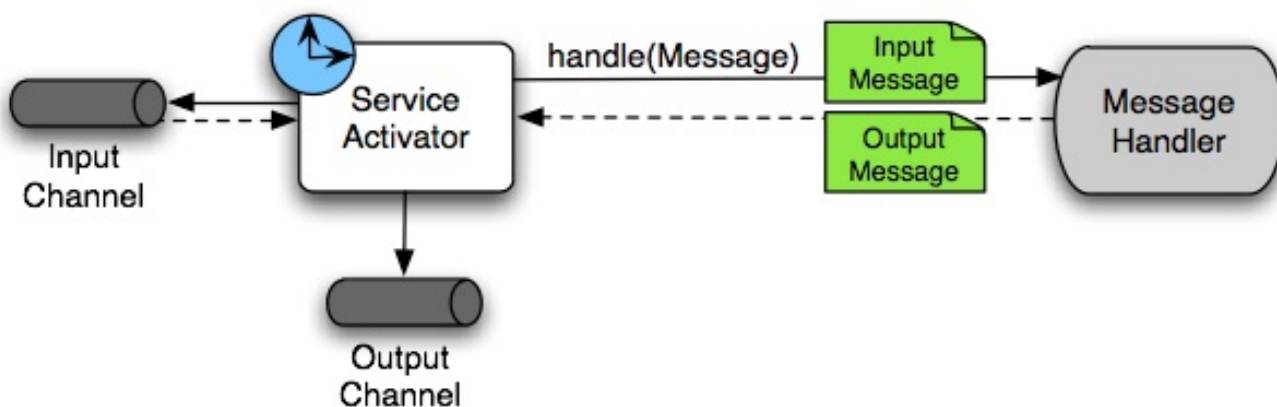 handle(Message)
Input
Message
Service
Activator
Message
Handler
Input
Channel
Output
Message
Output
Channel